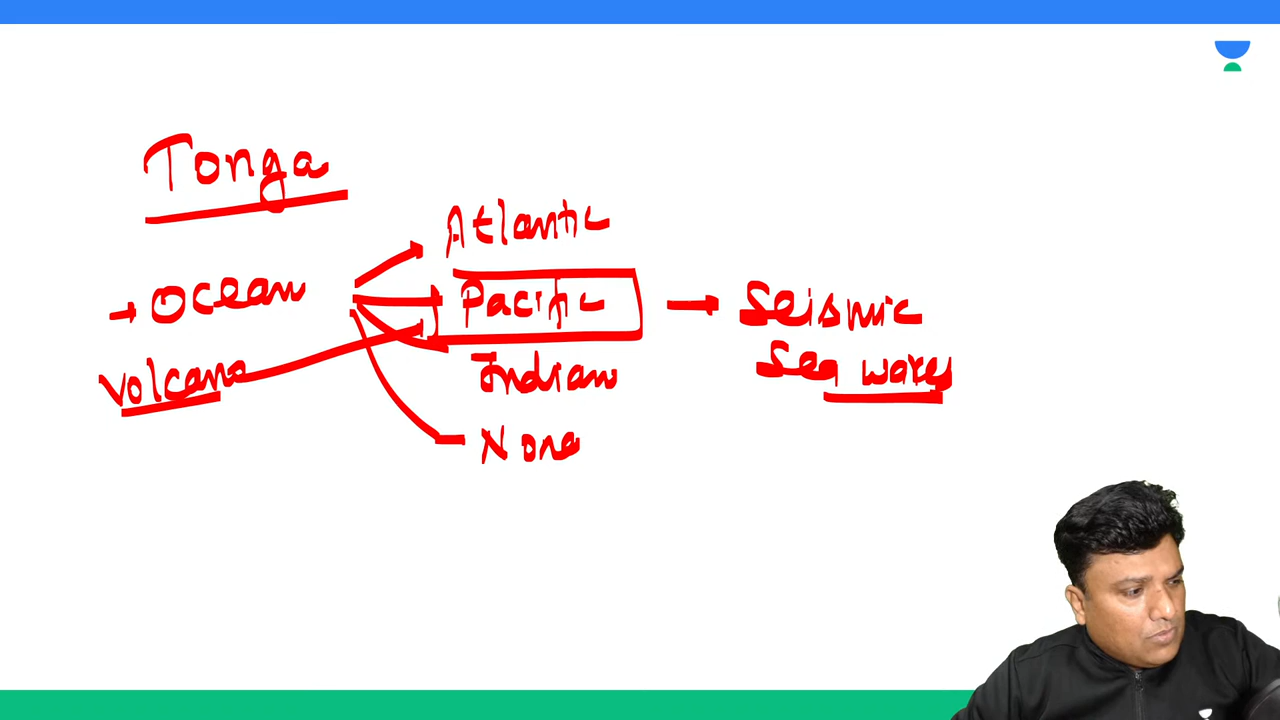 Tonga
Atlantic
→ Ocean
Pacific → Seismic
Sea waves
Volcano
Indian
None